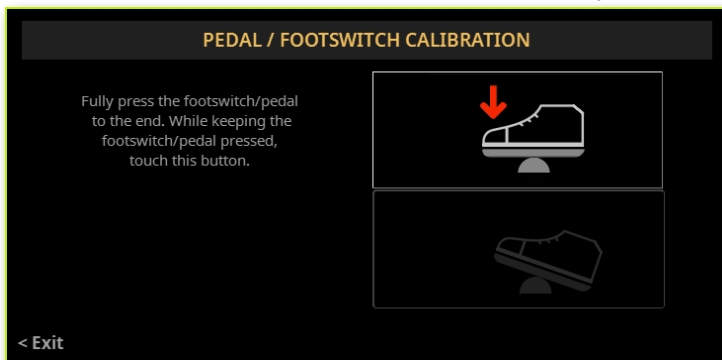 PEDAL / FOOTSWITCH CALIBRATION
Fully press the footswitch/pedal
to the end. While keeping the
footswitch/pedal pressed,
touch this button.
< Exit